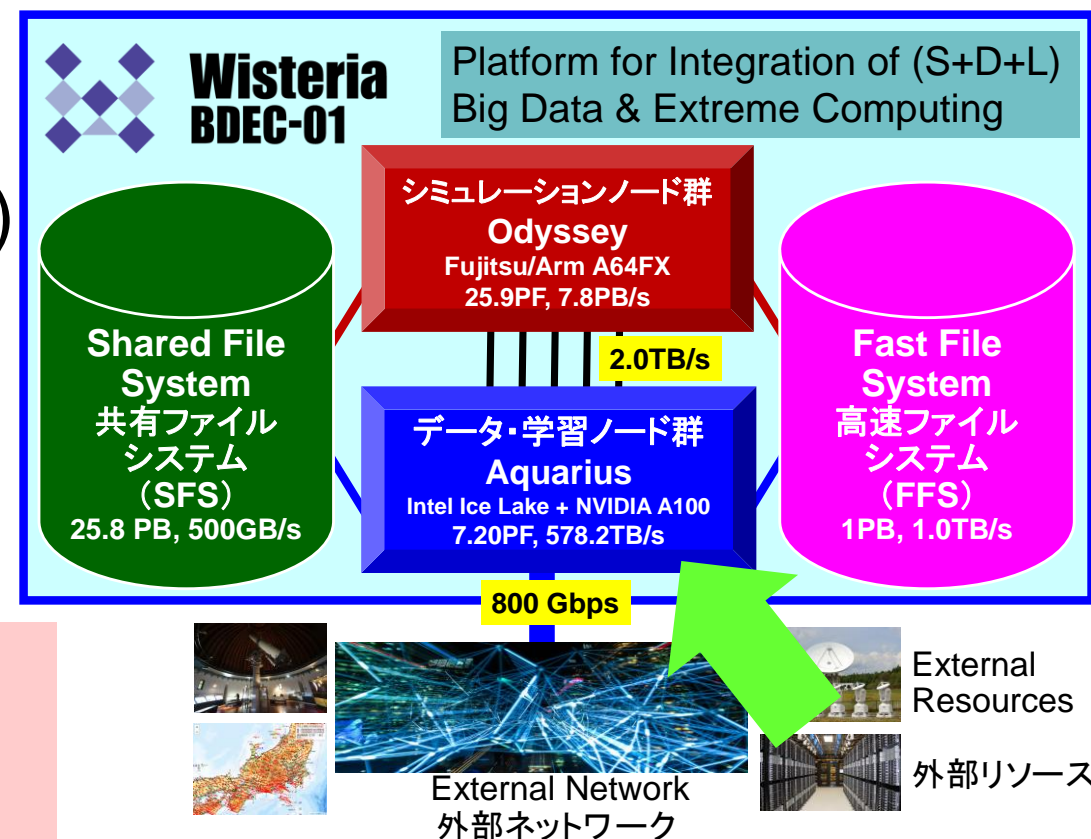 Wisteria
BDEC-01
Platform for Integration of (S+D+L)
Big Data & Extreme Computing
)
シミュレーションノード群
Odyssey
Fujitsu/Arm A64FX
25.9PF, 7.8PB/s
2.0TB/s
Shared File
System
共有ファイル
システム
（SFS）
25.8 PB, 500GB/s
データ・学習ノード群
Aquarius
Intel Ice Lake + NVIDIA A100
7.20PF, 578.2TB/s
Fast File
System
高速ファイル
システム
（FFS）
1PB, 1.0TB/s
800 Gbps
External
Resources
外部リソース
External Network
外部ネットワーク